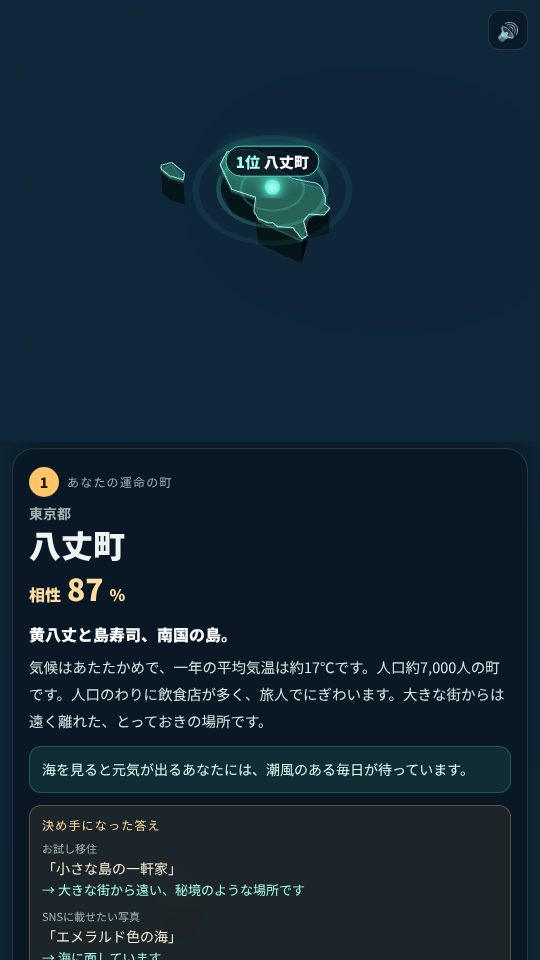 1位 八丈町
1 あなたの運命の町
東京都
八丈町
相性 87 %
黄八丈と島寿司、南国の島。
気候はあたたかめで、一年の平均気温は約17℃です。人口約7,000人の町
です。人口のわりに飲食店が多く、旅人でにぎわいます。大きな街からは
遠く離れた、とっておきの場所です。
海を見ると元気が出るあなたには、潮風のある毎日が待っています。
決め手になった答え
お試し移住
「小さな島の一軒家」
→ 大きな街から遠い、秘境のような場所です
SNSに載せたい写真
「エメラルド色の海」
→ 海に面しています